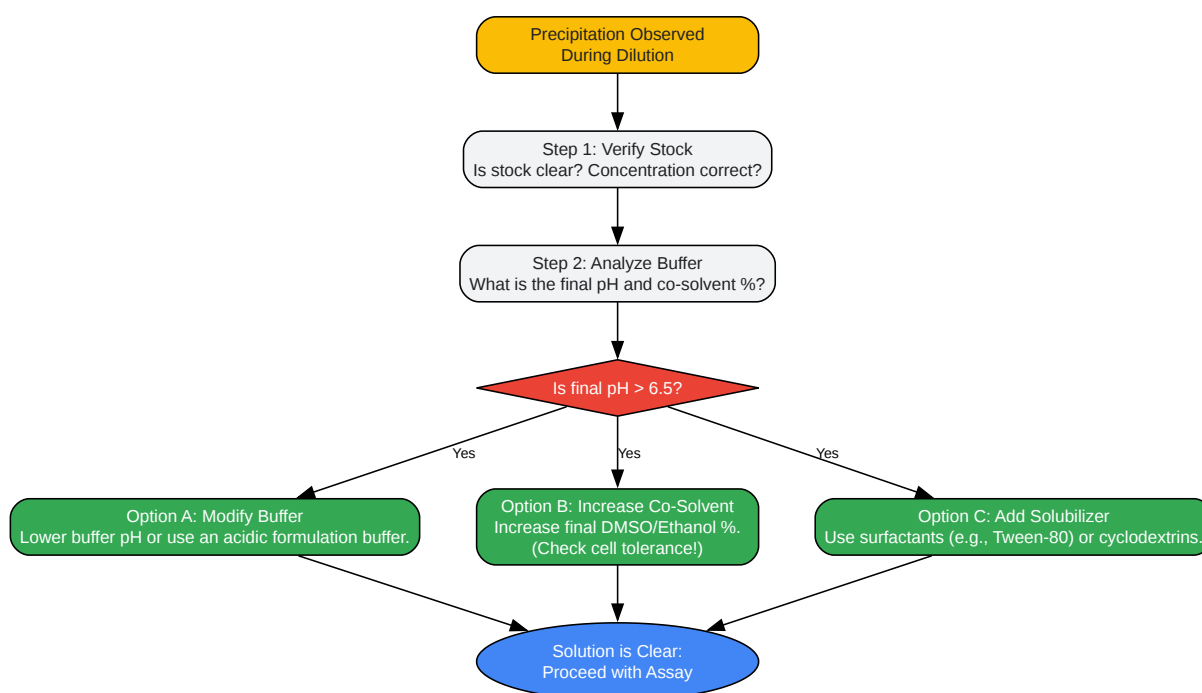 Precipitation Observed
During Dilution
Step 1: Verify Stock
Is stock clear? Concentration correct?
Step 2: Analyze Buffer
What is the final pH and co-solvent %?
Is final pH > 6.5?
Yes
Yes
Yes
Option A: Modify Buffer
Lower buffer pH or use an acidic formulation buffer.
Option B: Increase Co-Solvent
Increase final DMSO/Ethanol %.
(Check cell tolerance!)
Option C: Add Solubilizer
Use surfactants (e.g., Tween-80) or cyclodextrins.
Solution is Clear:
Proceed with Assay